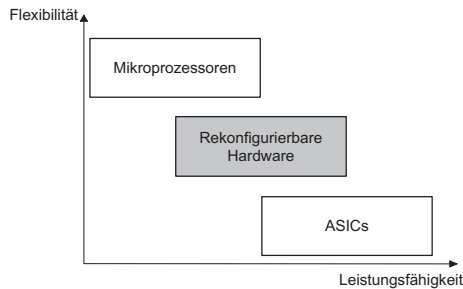 Flexibilität
Mikroprozessoren
Rekonfigurierbare
Hardware
ASICs
Leistungsfähigkeit